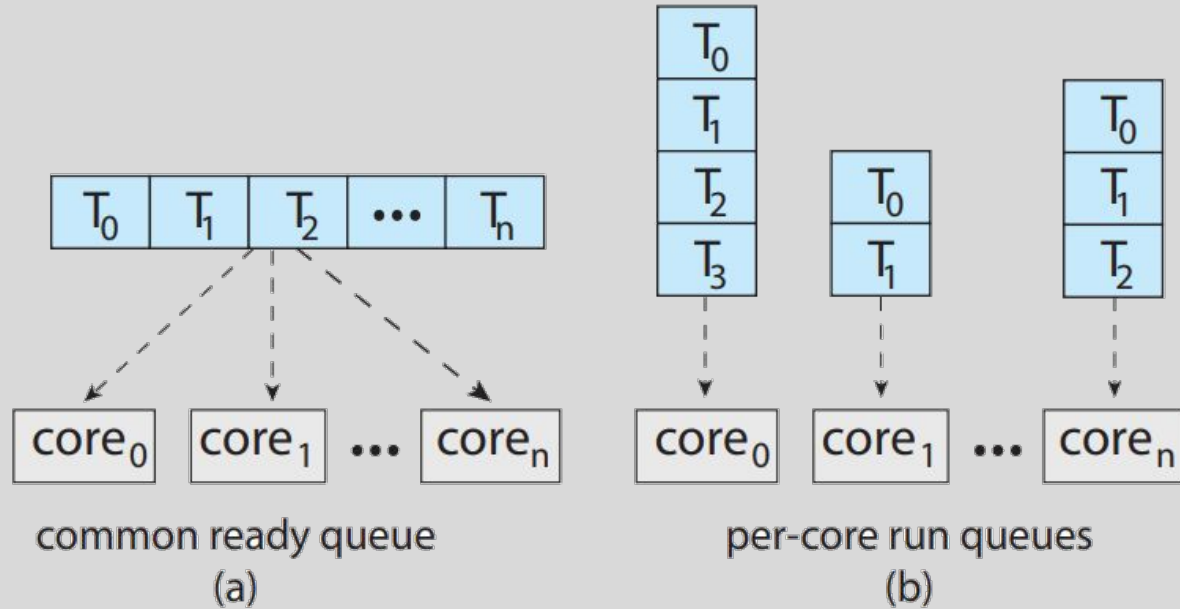 T₀ T₁ T₂ ••• Tₙ
core₀ core₁ ••• coreₙ
common ready queue
(a)
T₀
T₁
T₂
T₃
T₀
T₁
T₀
T₁
T₂
core₀ core₁ ••• coreₙ
per-core run queues
(b)